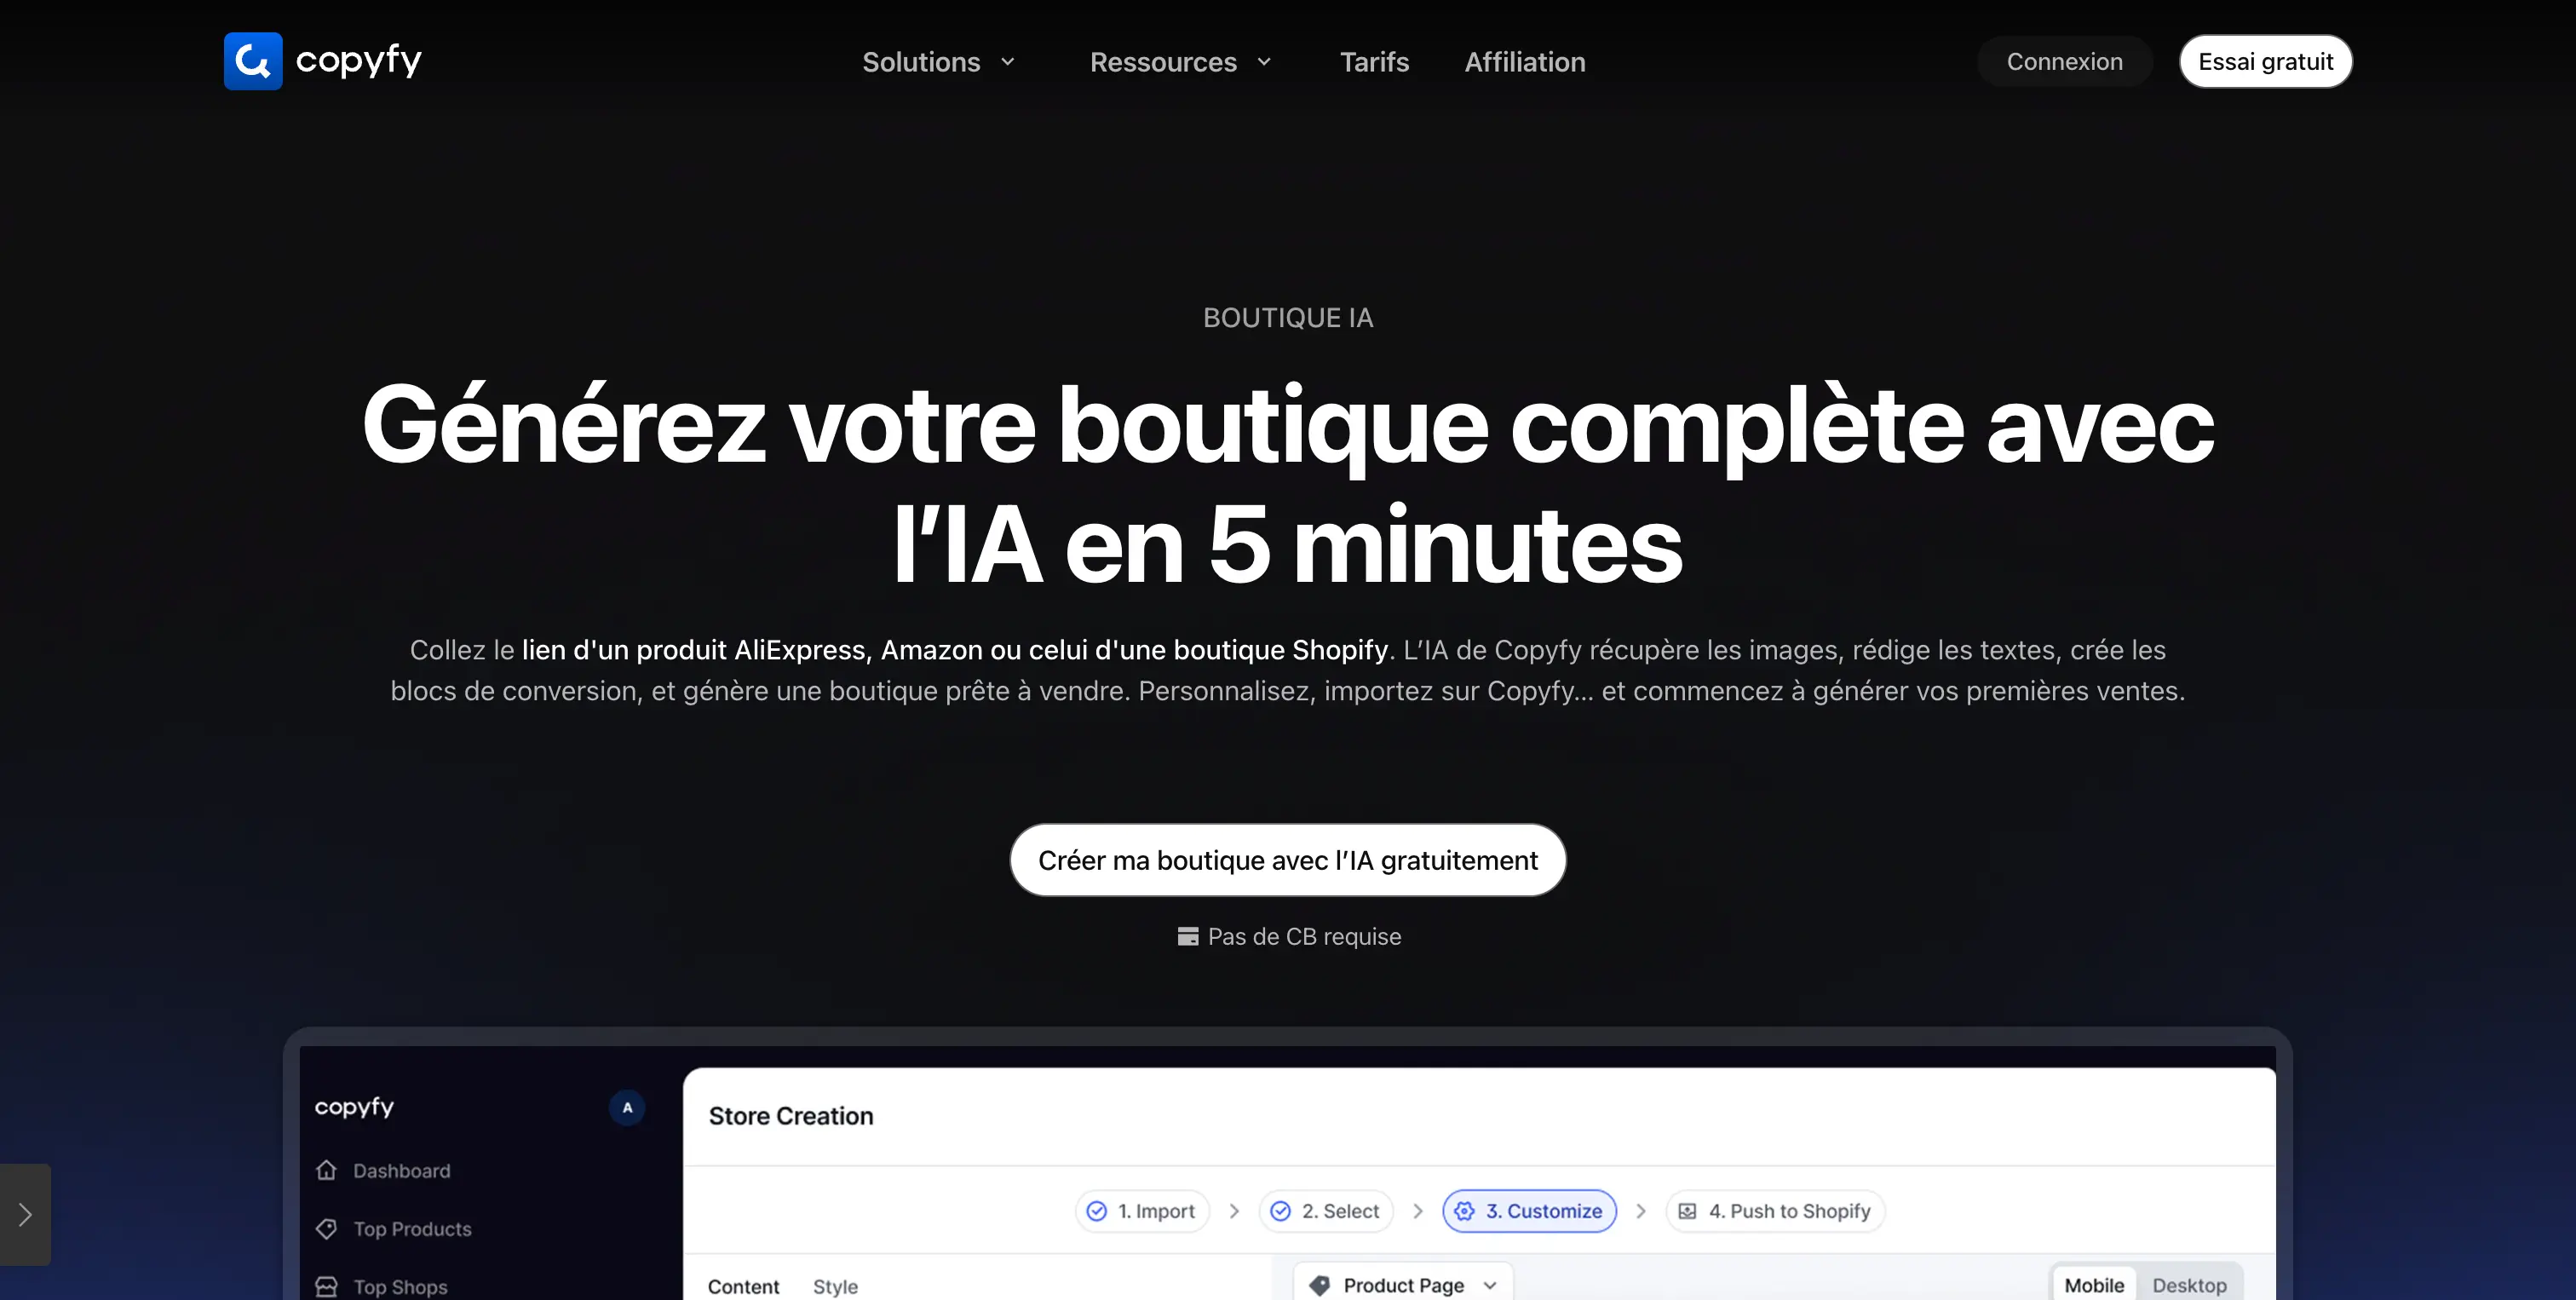 copyfy
Solutions
Ressources
Tarifs
Affiliation
Connexion
Essai gratuit
BOUTIQUE IA
Générez votre boutique complète avec
l’IA en 5 minutes
Collez le lien d'un produit AliExpress, Amazon ou celui d'une boutique Shopify. L’IA de Copyfy récupère les images, rédige les textes, crée les
blocs de conversion, et génère une boutique prête à vendre. Personnalisez, importez sur Copyfy... et commencez à générer vos premières ventes.
Créer ma boutique avec l’IA gratuitement
Pas de CB requise
copyfy
A
Dashboard
Top Products
Top Shops
Store Creation
1. Import
2. Select
3. Customize
4. Push to Shopify
Content
Style
Product Page
Mobile
Desktop